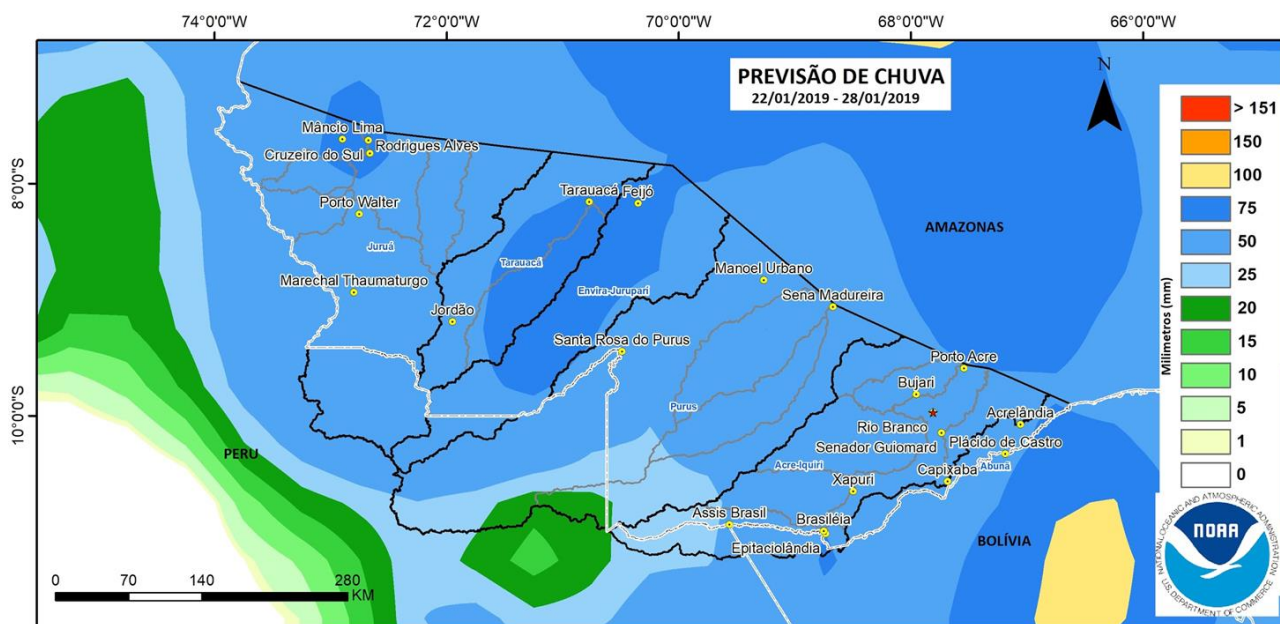 74°0'0"W
72°0'0"W
70°0'0"W
68°0'0"W
66°0'0"W
8°0'0"S
10°0'0"S
PREVISÃO DE CHUVA
22/01/2019 - 28/01/2019
N
> 151
150
100
75
50
25
20
15
10
5
1
0
Milímetros (mm)
Mâncio Lima
Rodrigues Alves
Cruzeiro do Sul
Porto Walter
Juruá
Marechal Thaumaturgo
Jordão
Tarauacá
Feijó
Tarauacá
Envira-Jurupari
AMAZONAS
Manoel Urbano
Sena Madureira
Santa Rosa do Purus
Purus
Porto Acre
Bujari
Rio Branco
Acrelândia
Senador Guiomard
Plácido de Castro
Abunã
Capixaba
Acre-Iquiri
Xapuri
Assis Brasil
Brasiléia
Epitaciolândia
PERU
BOLÍVIA
0 70 140 280
KM
NATIONAL OCEANIC AND ATMOSPHERIC ADMINISTRATION
NOAA
U.S. DEPARTMENT OF COMMERCE